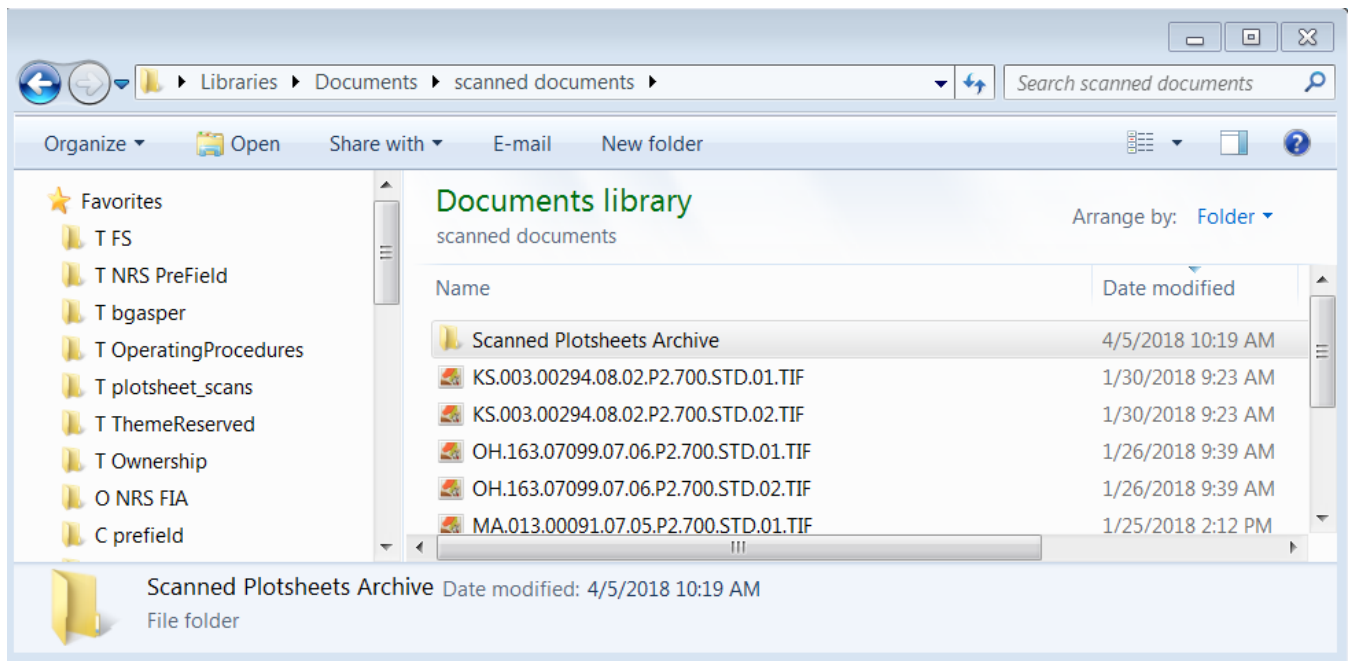 Libraries Documents scanned documents Search scanned documents
Organize Open Share with E-mail New folder
Favorites
T FS
T NRS PreField
T bgasper
T OperatingProcedures
T plotsheet_scans
T ThemeReserved
T Ownership
O NRS FIA
C prefield
Documents library
scanned documents
Arrange by: Folder
Name Date modified
Scanned Plotsheets Archive 4/5/2018 10:19 AM
KS.003.00294.08.02.P2.700.STD.01.TIF 1/30/2018 9:23 AM
KS.003.00294.08.02.P2.700.STD.02.TIF 1/30/2018 9:23 AM
OH.163.07099.07.06.P2.700.STD.01.TIF 1/26/2018 9:39 AM
OH.163.07099.07.06.P2.700.STD.02.TIF 1/26/2018 9:39 AM
MA.013.00091.07.05.P2.700.STD.01.TIF 1/25/2018 2:12 PM
Scanned Plotsheets Archive Date modified: 4/5/2018 10:19 AM
File folder